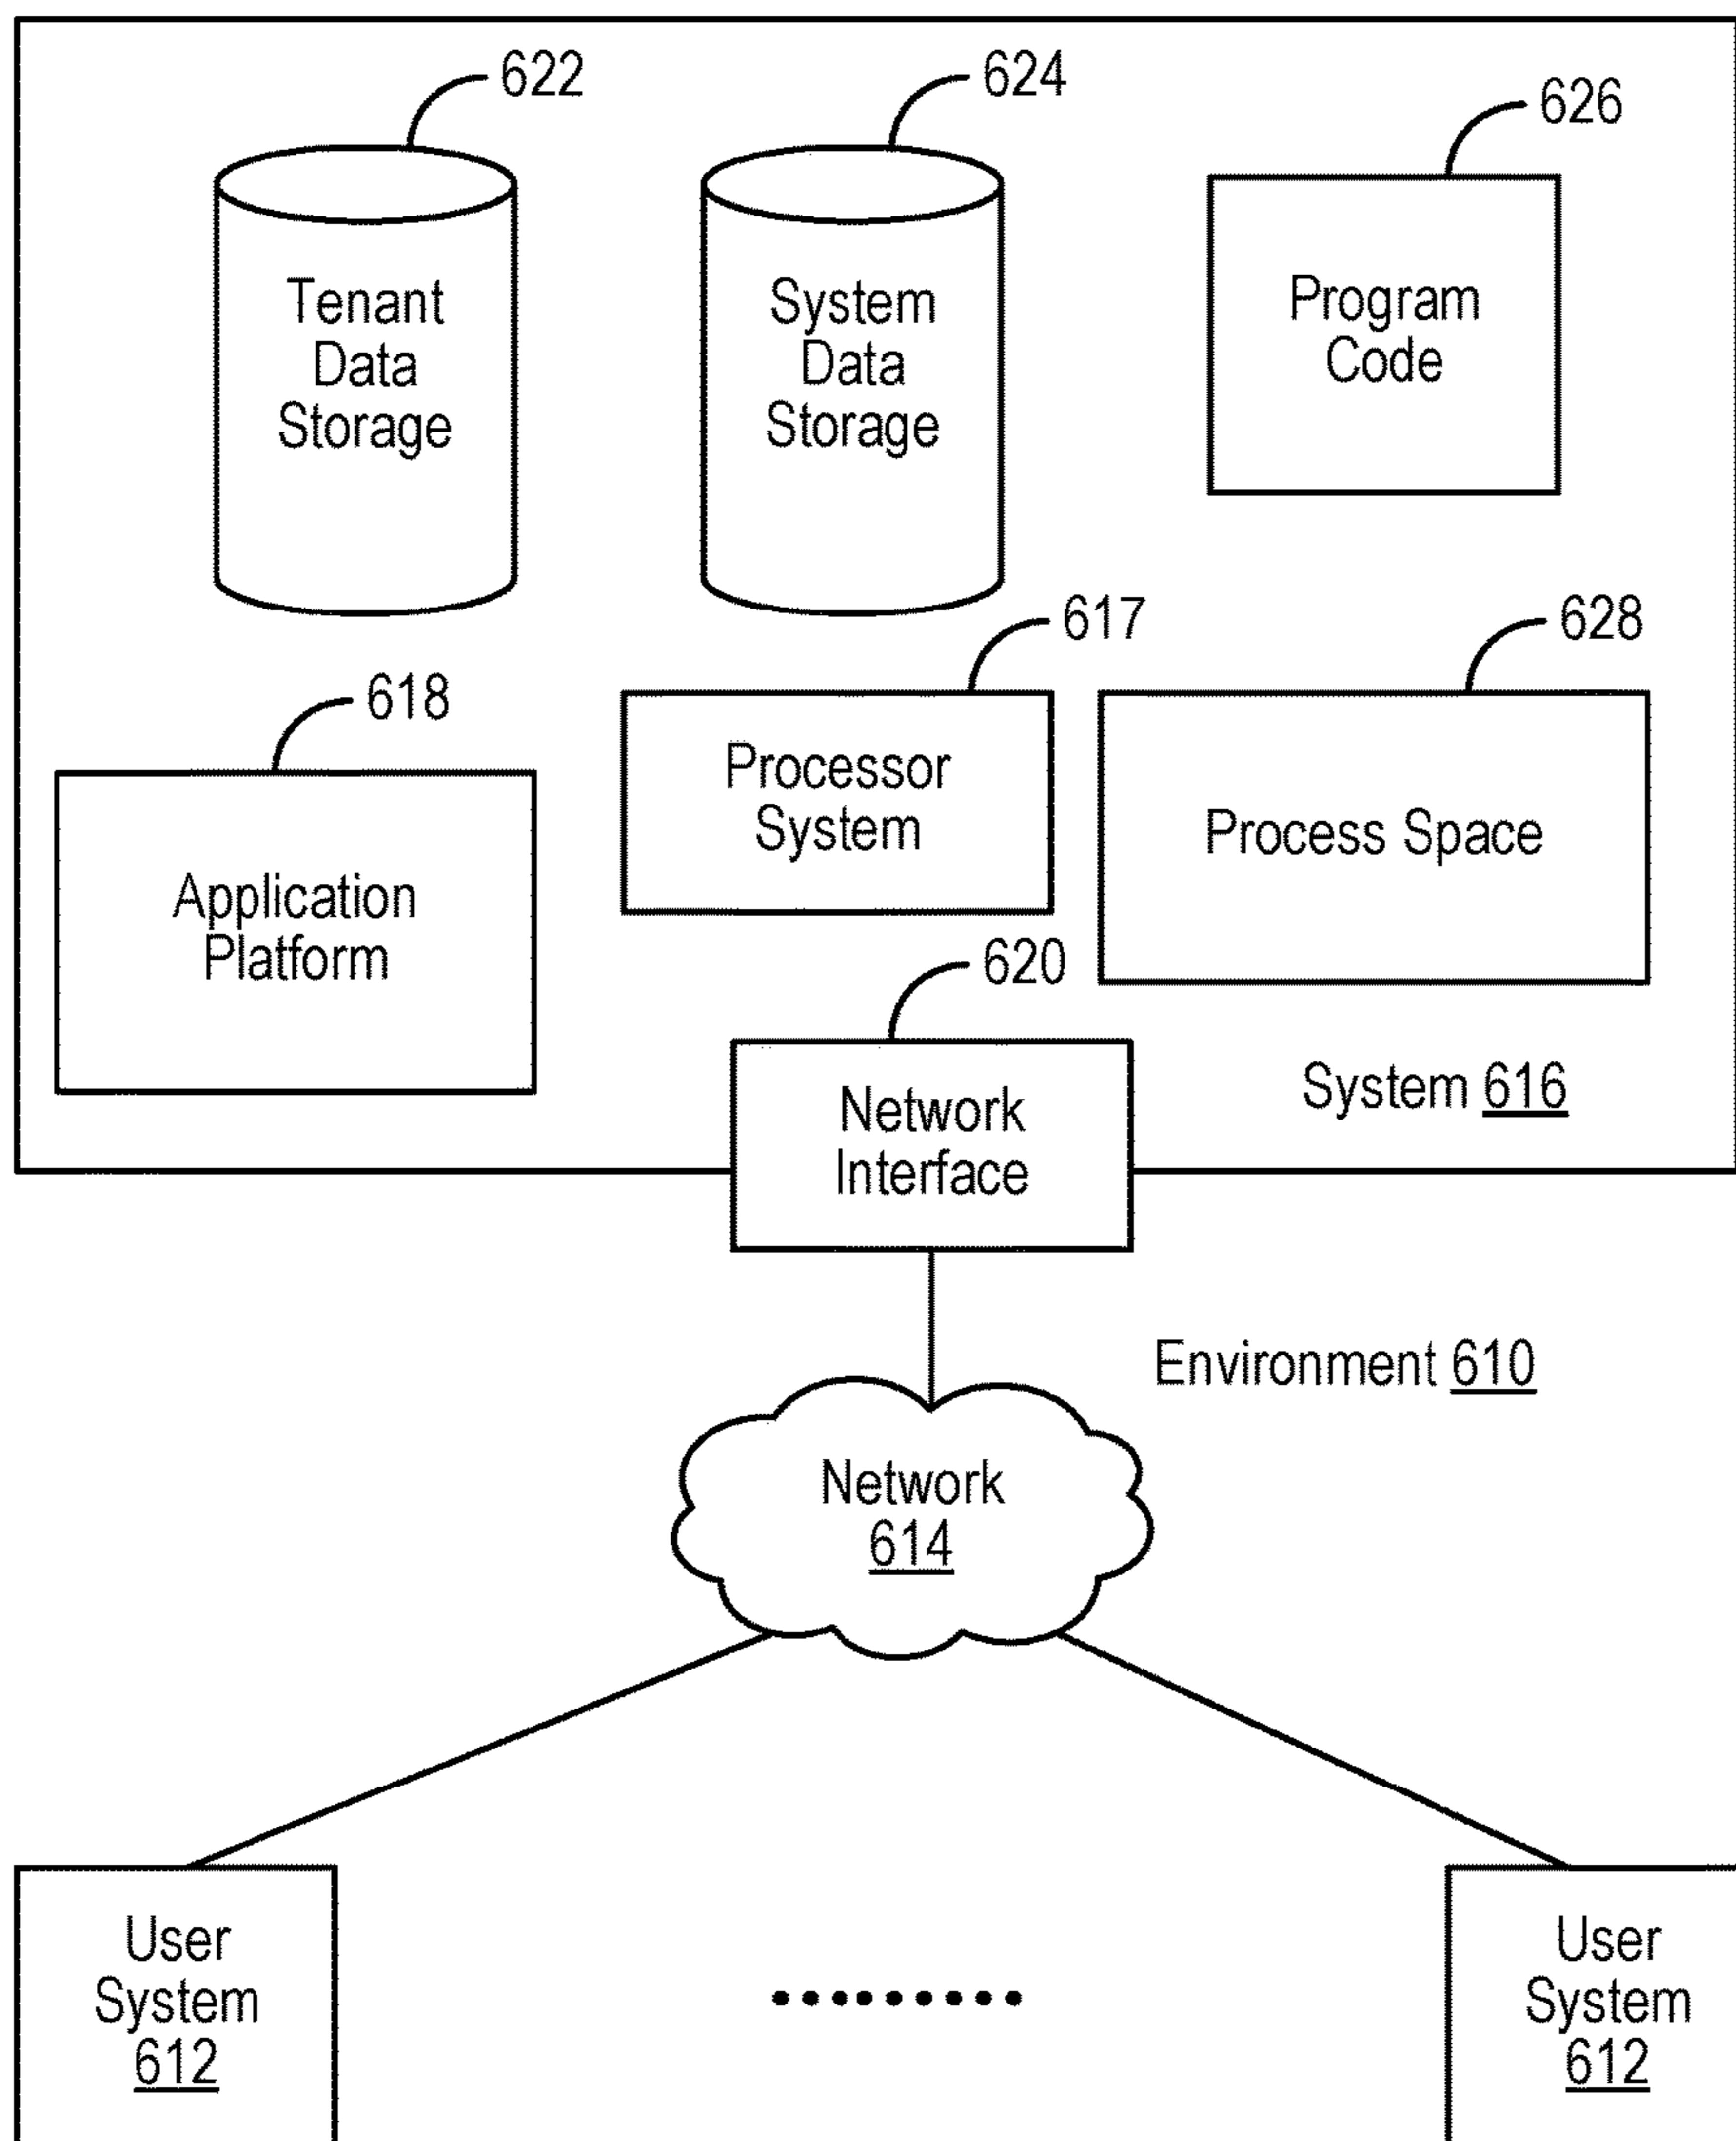 622
624
626
Tenant
Data
Storage
System
Data
Storage
Program
Code
617
628
618
Processor
System
Process Space
Application
Platform
620
Network
Interface
System 616
Environment 610
Network
614
User
System
612
User
System
612